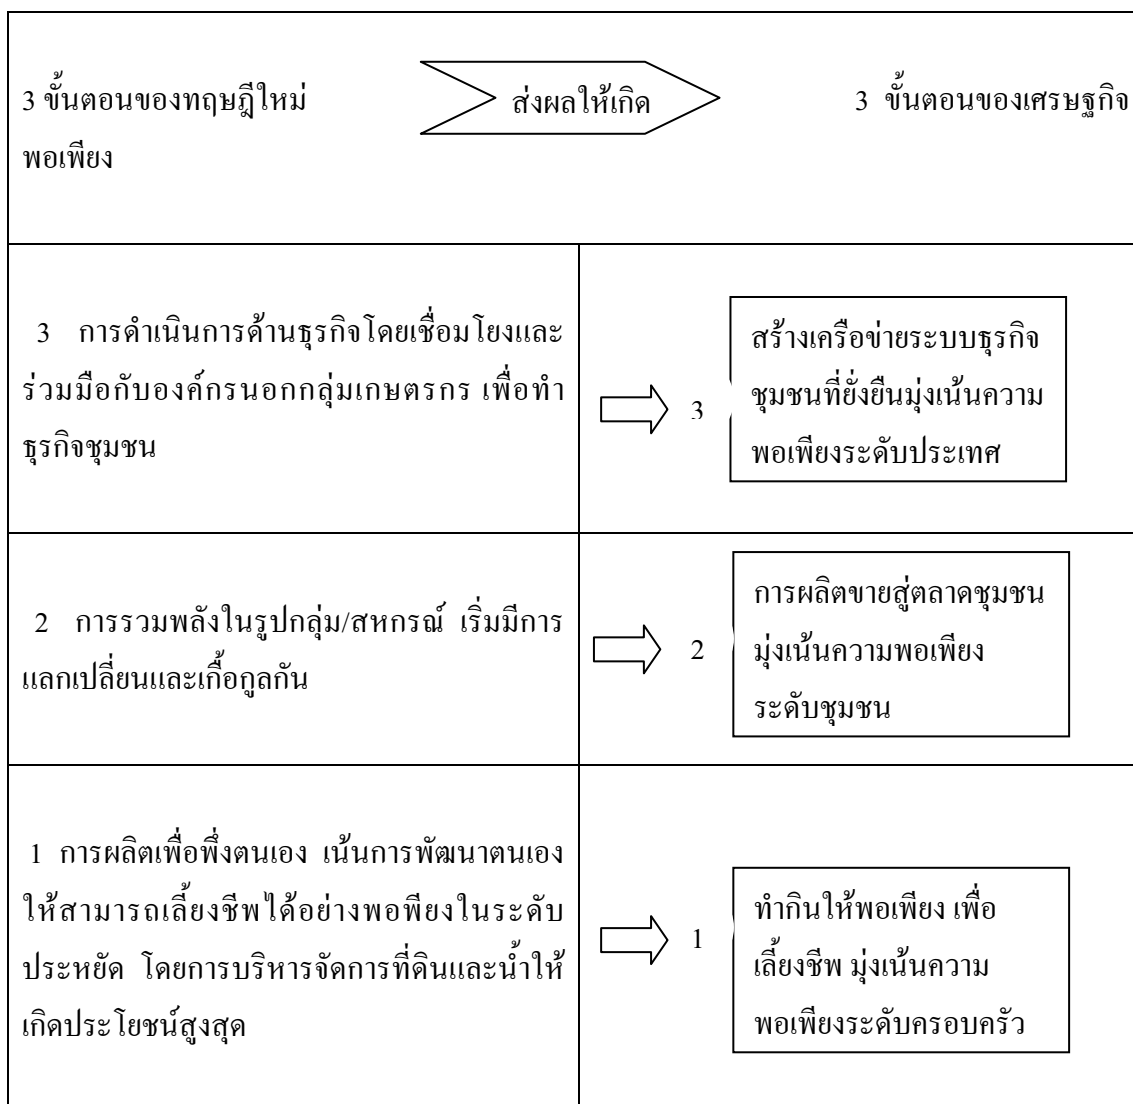 3 ขั้นตอนของทฤษฎีใหม่ ส่งผลให้เกิด 3 ขั้นตอนของเศรษฐกิจ
พอเพียง
3 การดำเนินการด้านธุรกิจโดยเชื่อมโยงและ
ร่วมมือกับองค์กรนอกกลุ่มเกษตรกร เพื่อทำ
ธุรกิจชุมชน
3
สร้างเครือข่ายระบบธุรกิจ
ชุมชนที่ยั่งยืนมุ่งเน้นความ
พอเพียงระดับประเทศ
2 การรวมพลังในรูปกลุ่ม/สหกรณ์ เริ่มมีการ
แลกเปลี่ยนและเกื้อกูลกัน
2
การผลิตขายสู่ตลาดชุมชน
มุ่งเน้นความพอเพียง
ระดับชุมชน
1 การผลิตเพื่อพึ่งตนเอง เน้นการพัฒนาตนเอง
ให้สามารถเลี้ยงชีพได้อย่างพอพียงในระดับ
ประหยัด โดยการบริหารจัดการที่ดินและน้ำให้
เกิดประโยชน์สูงสุด
1
ทำกินให้พอเพียง เพื่อ
เลี้ยงชีพ มุ่งเน้นความ
พอเพียงระดับครอบครัว